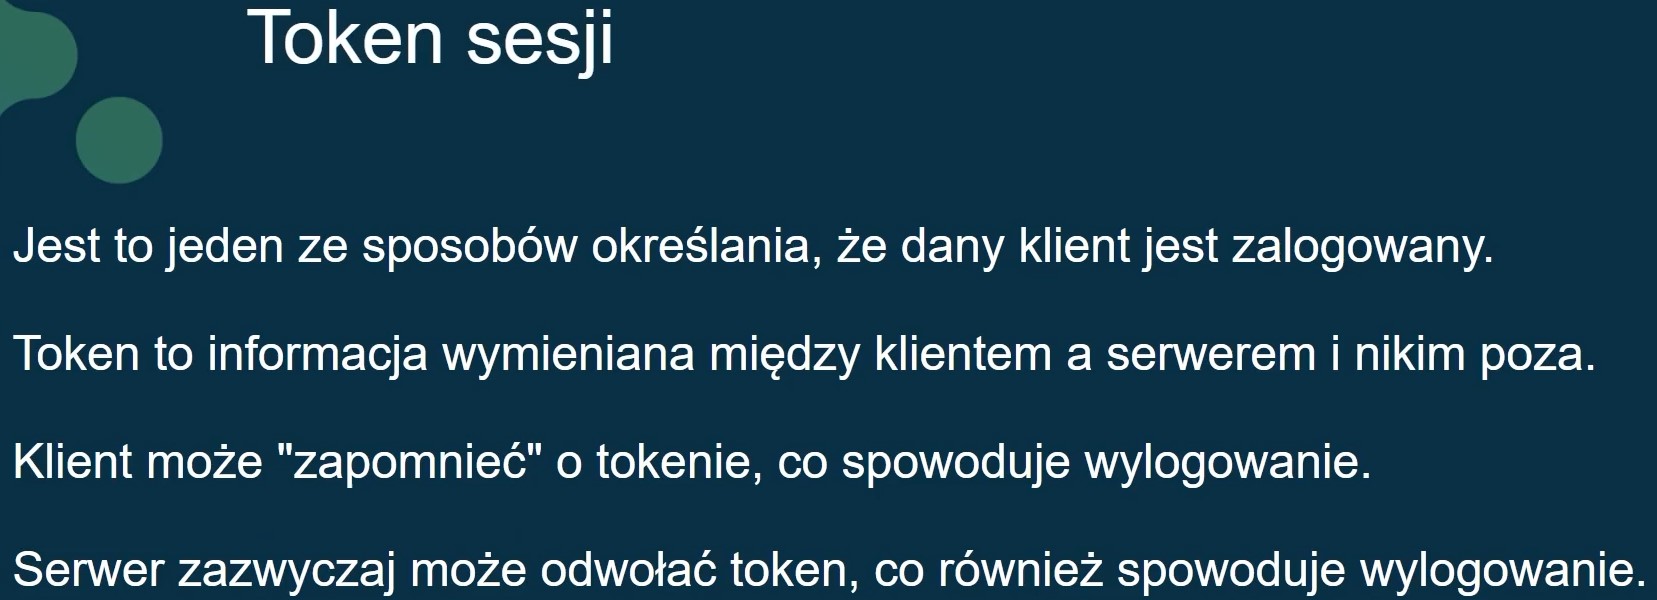 Token sesji
Jest to jeden ze sposobów określania, że dany klient jest zalogowany.
Token to informacja wymieniana między klientem a serwerem i nikim poza.
Klient może "zapomnieć" o tokenie, co spowoduje wylogowanie.
Serwer zazwyczaj może odwołać token, co również spowoduje wylogowanie.